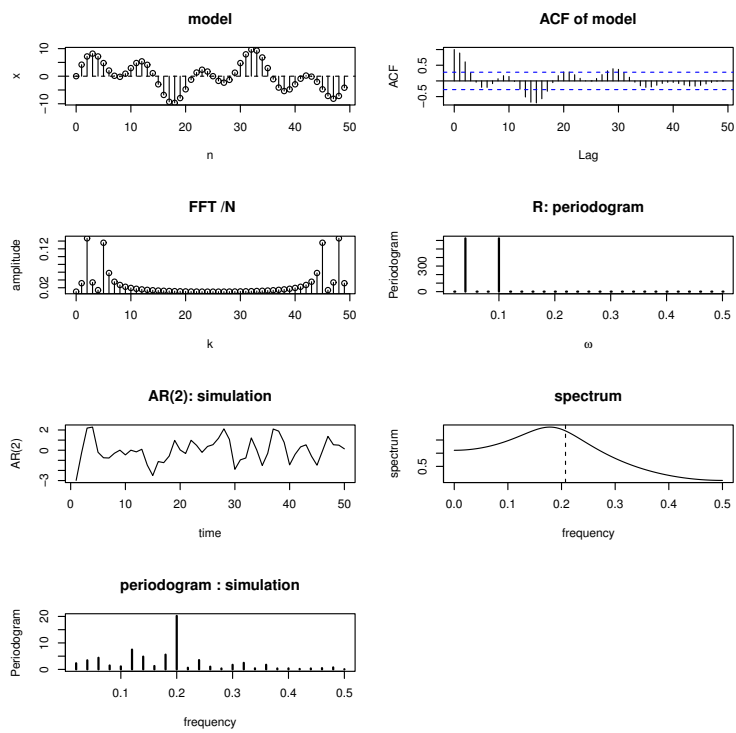 model
x
−10 0 10
0 10 20 30 40 50
n
ACF of model
ACF
−0.5 0.5
0 10 20 30 40 50
Lag
FFT /N
amplitude
0.02 0.12
0 10 20 30 40 50
k
R: periodogram
Periodogram
0 300
0.1 0.2 0.3 0.4 0.5
ω
AR(2): simulation
AR(2)
−3 0 2
0 10 20 30 40 50
time
spectrum
spectrum
0.5
0.0 0.1 0.2 0.3 0.4 0.5
frequency
periodogram : simulation
Periodogram
0 10 20
0.1 0.2 0.3 0.4 0.5
frequency